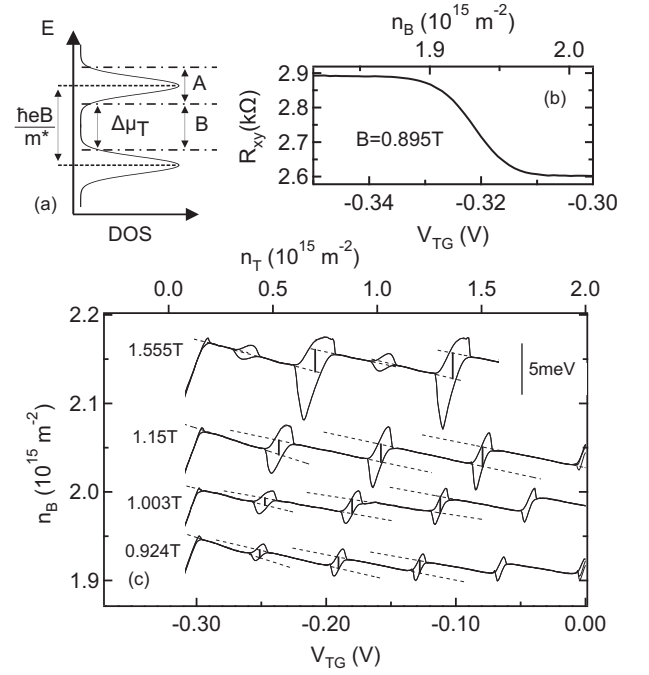 E
A
ħeB
m*
Δμ_T
B
(a)
DOS
n_B (10^15 m^-2)
1.9
2.0
2.9
2.8
2.7
2.6
R_xy(kΩ)
(b)
B=0.895T
-0.34
-0.32
-0.30
V_TG (V)
n_T (10^15 m^-2)
0.0
0.5
1.0
1.5
2.0
2.2
2.1
2.0
1.9
n_B (10^15 m^-2)
1.555T
5meV
1.15T
1.003T
0.924T
(c)
-0.30
-0.20
-0.10
0.00
V_TG (V)